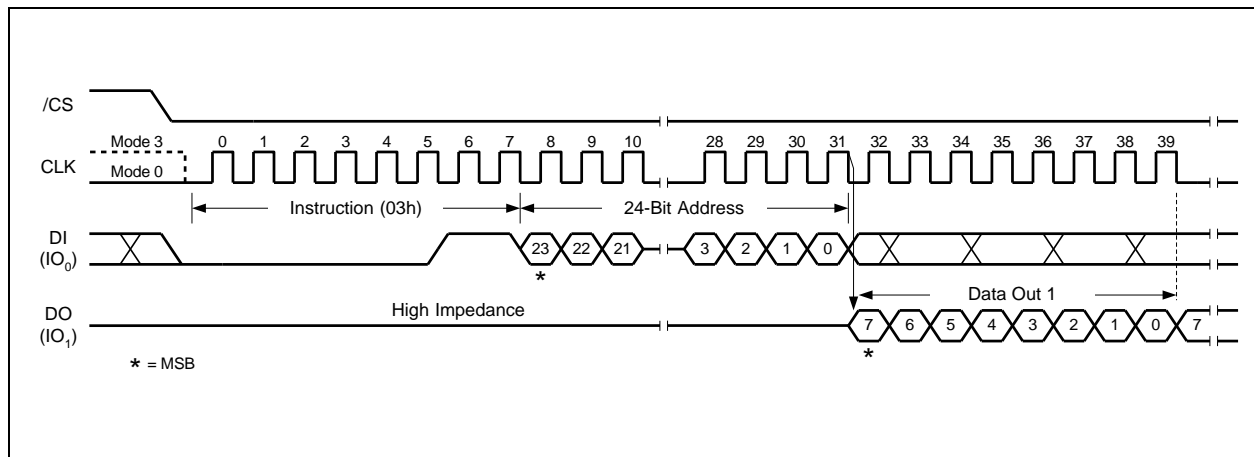 /CS
Mode 3
0 1 2 3 4 5 6 7 8 9 10 28 29 30 31 32 33 34 35 36 37 38 39
CLK
Mode 0
Instruction (03h) 24-Bit Address
DI
(IO0)
23 22 21 3 2 1 0
*
High Impedance Data Out 1
DO
(IO1)
7 6 5 4 3 2 1 0 7
*
* = MSB